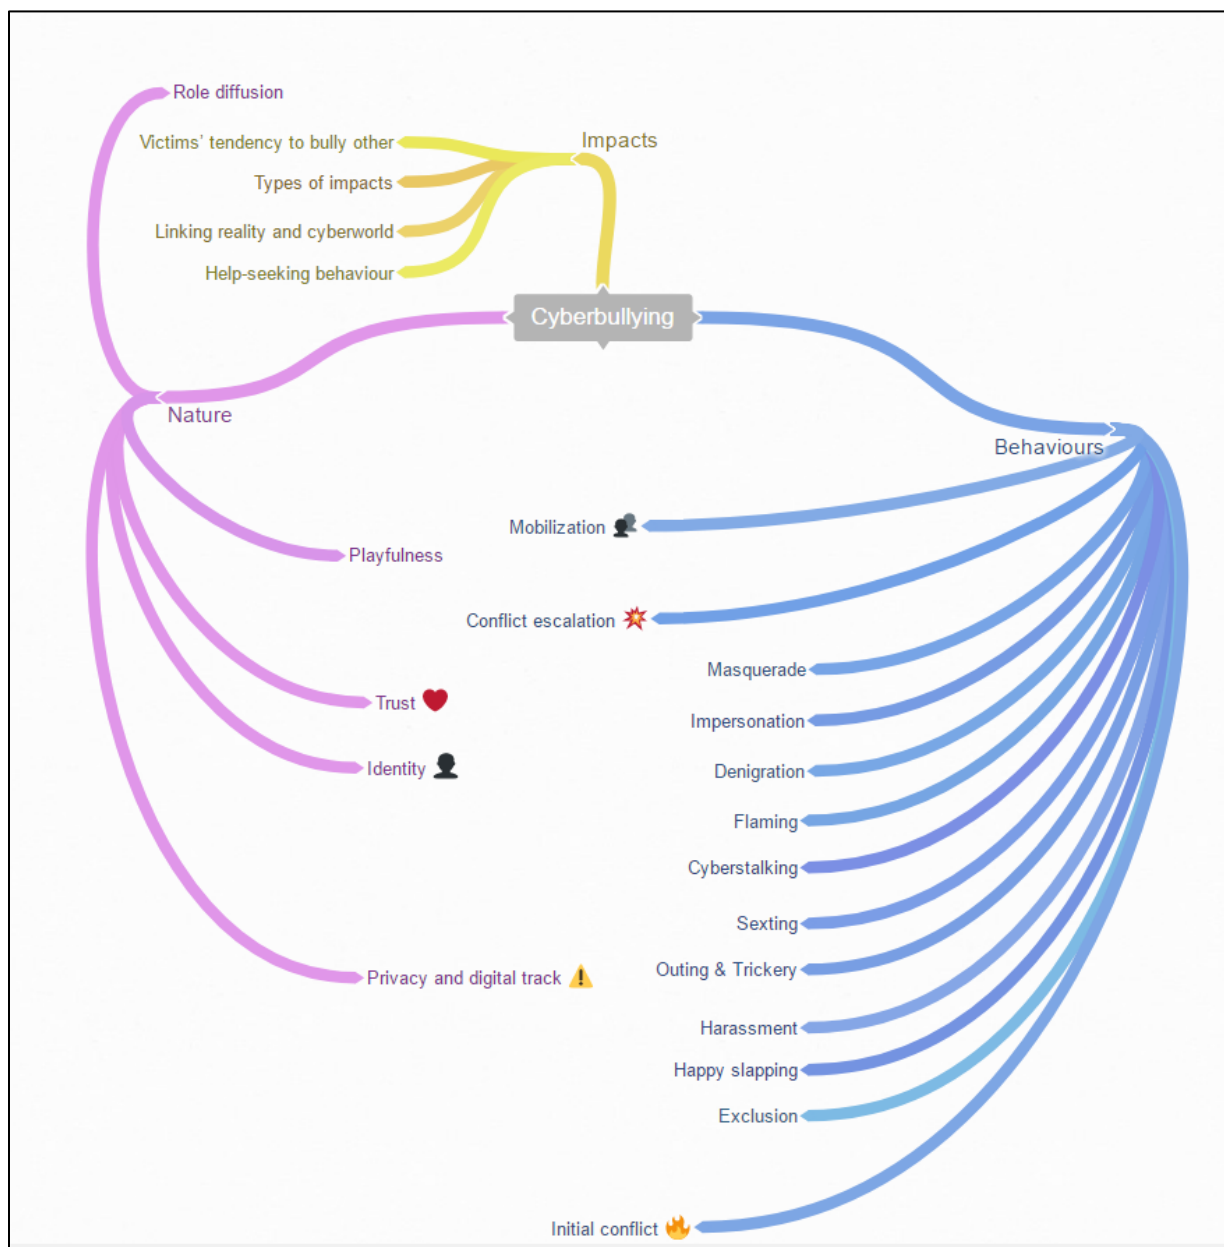 Role diffusion
Impacts
Victims' tendency to bully other
Types of impacts
Linking reality and cyberworld
Help-seeking behaviour
Cyberbullying
Nature
Behaviours
Mobilization
Playfulness
Conflict escalation
Masquerade
Trust
Impersonation
Identity
Denigration
Flaming
Cyberstalking
Sexting
Outing & Trickery
Privacy and digital track
Harassment
Happy slapping
Exclusion
Initial conflict